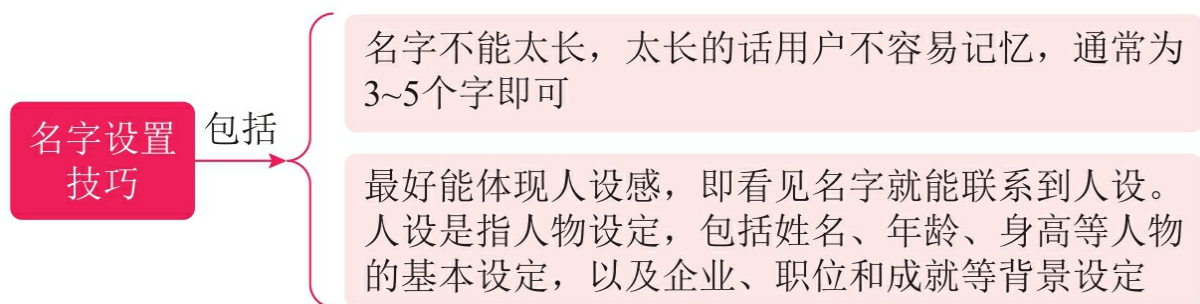 名字设置
技巧
包括
名字不能太长，太长的话用户不容易记忆，通常为
3~5个字即可
最好能体现人设感，即看见名字就能联系到人设。
人设是指人物设定，包括姓名、年龄、身高等人物
的基本设定，以及企业、职位和成就等背景设定